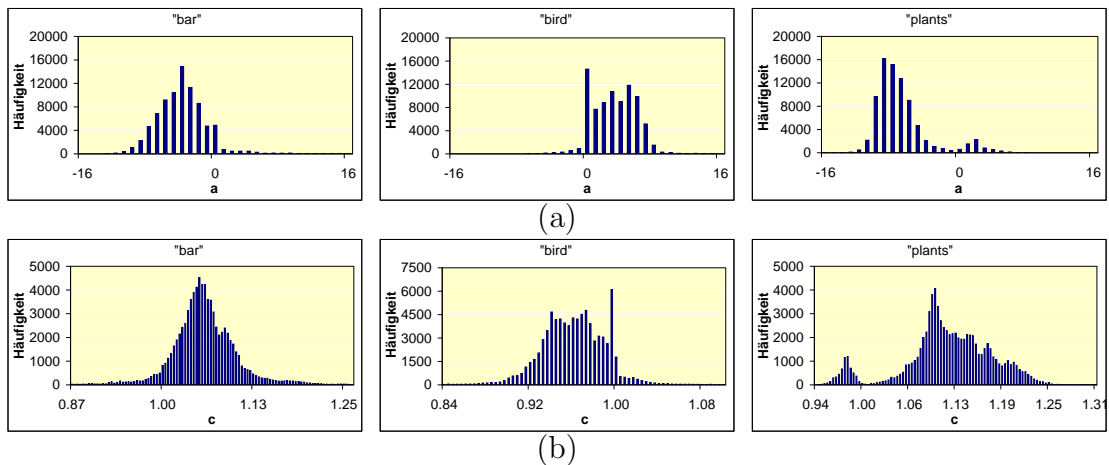 "bar"
20000
16000
12000
8000
4000
0
Häufigkeit
-16 0 16
a
"bird"
20000
16000
12000
8000
4000
0
Häufigkeit
-16 0 16
a
"plants"
20000
16000
12000
8000
4000
0
Häufigkeit
-16 0 16
a
(a)
"bar"
5000
4000
3000
2000
1000
0
Häufigkeit
0.87 1.00 1.13 1.25
c
"bird"
7500
6000
4500
3000
1500
0
Häufigkeit
0.84 0.92 1.00 1.08
c
"plants"
5000
4000
3000
2000
1000
0
Häufigkeit
0.94 1.00 1.06 1.13 1.19 1.25 1.31
c
(b)